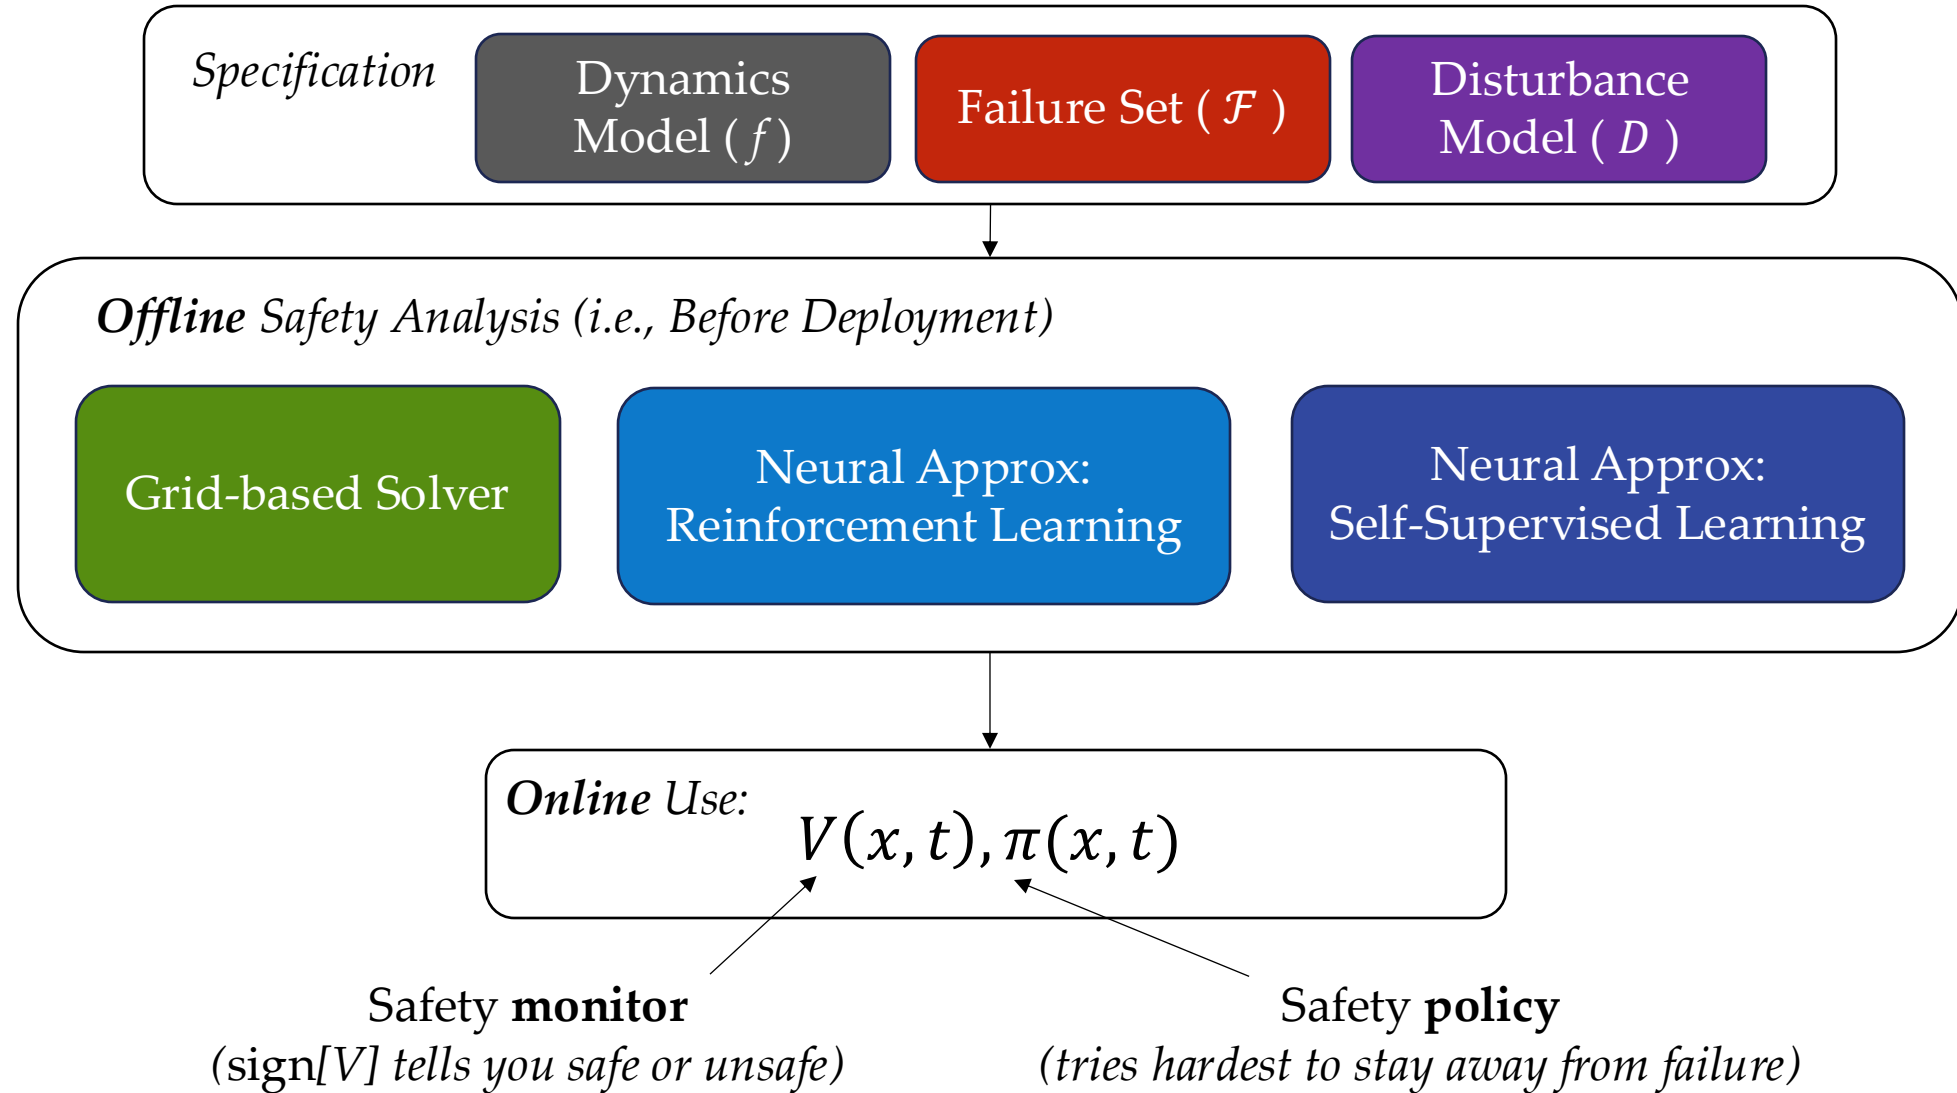 Specification
Dynamics
Model ( f )
Failure Set ( ℱ )
Disturbance
Model ( D )
Offline Safety Analysis (i.e., Before Deployment)
Grid-based Solver
Neural Approx:
Reinforcement Learning
Neural Approx:
Self-Supervised Learning
Online Use:
V(x, t), π(x, t)
Safety monitor
(sign[V] tells you safe or unsafe)
Safety policy
(tries hardest to stay away from failure)